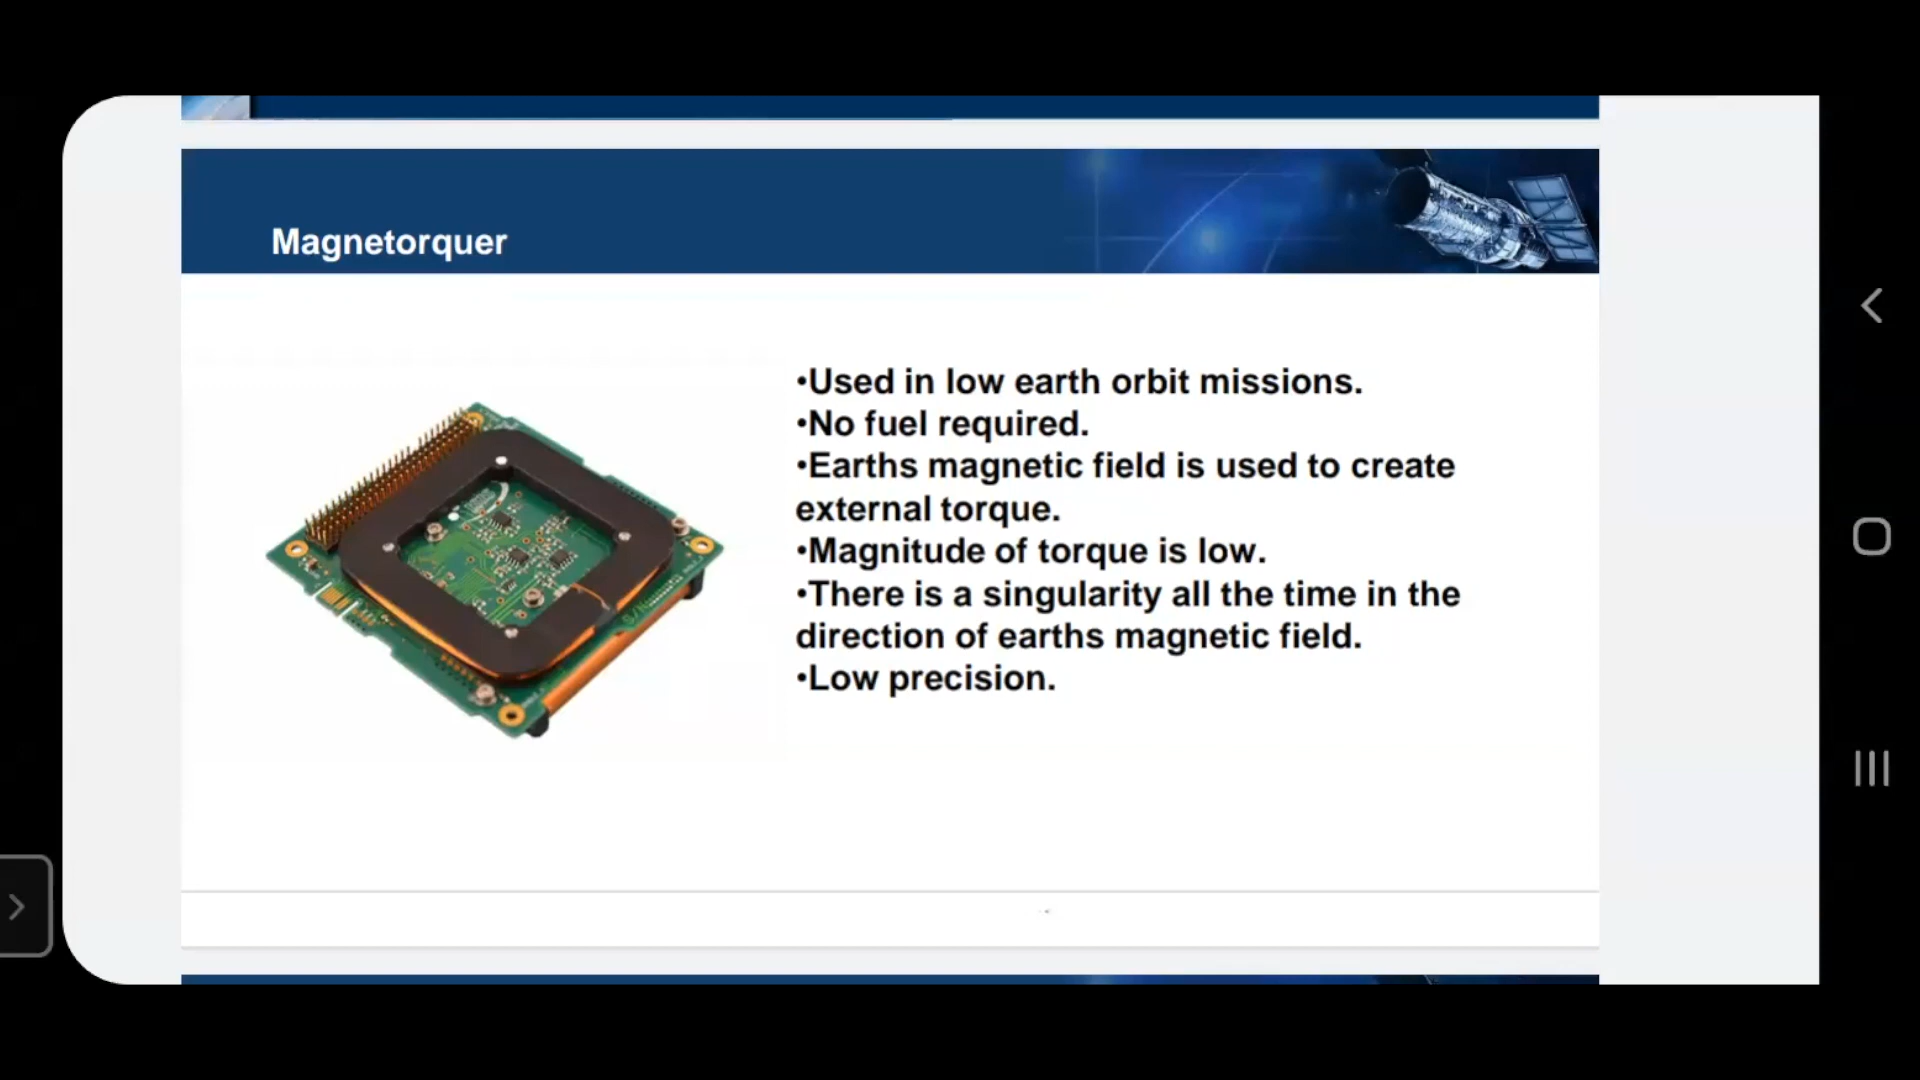 Magnetorquer
•Used in low earth orbit missions.
•No fuel required.
•Earths magnetic field is used to create
external torque.
•Magnitude of torque is low.
•There is a singularity all the time in the
direction of earths magnetic field.
•Low precision.